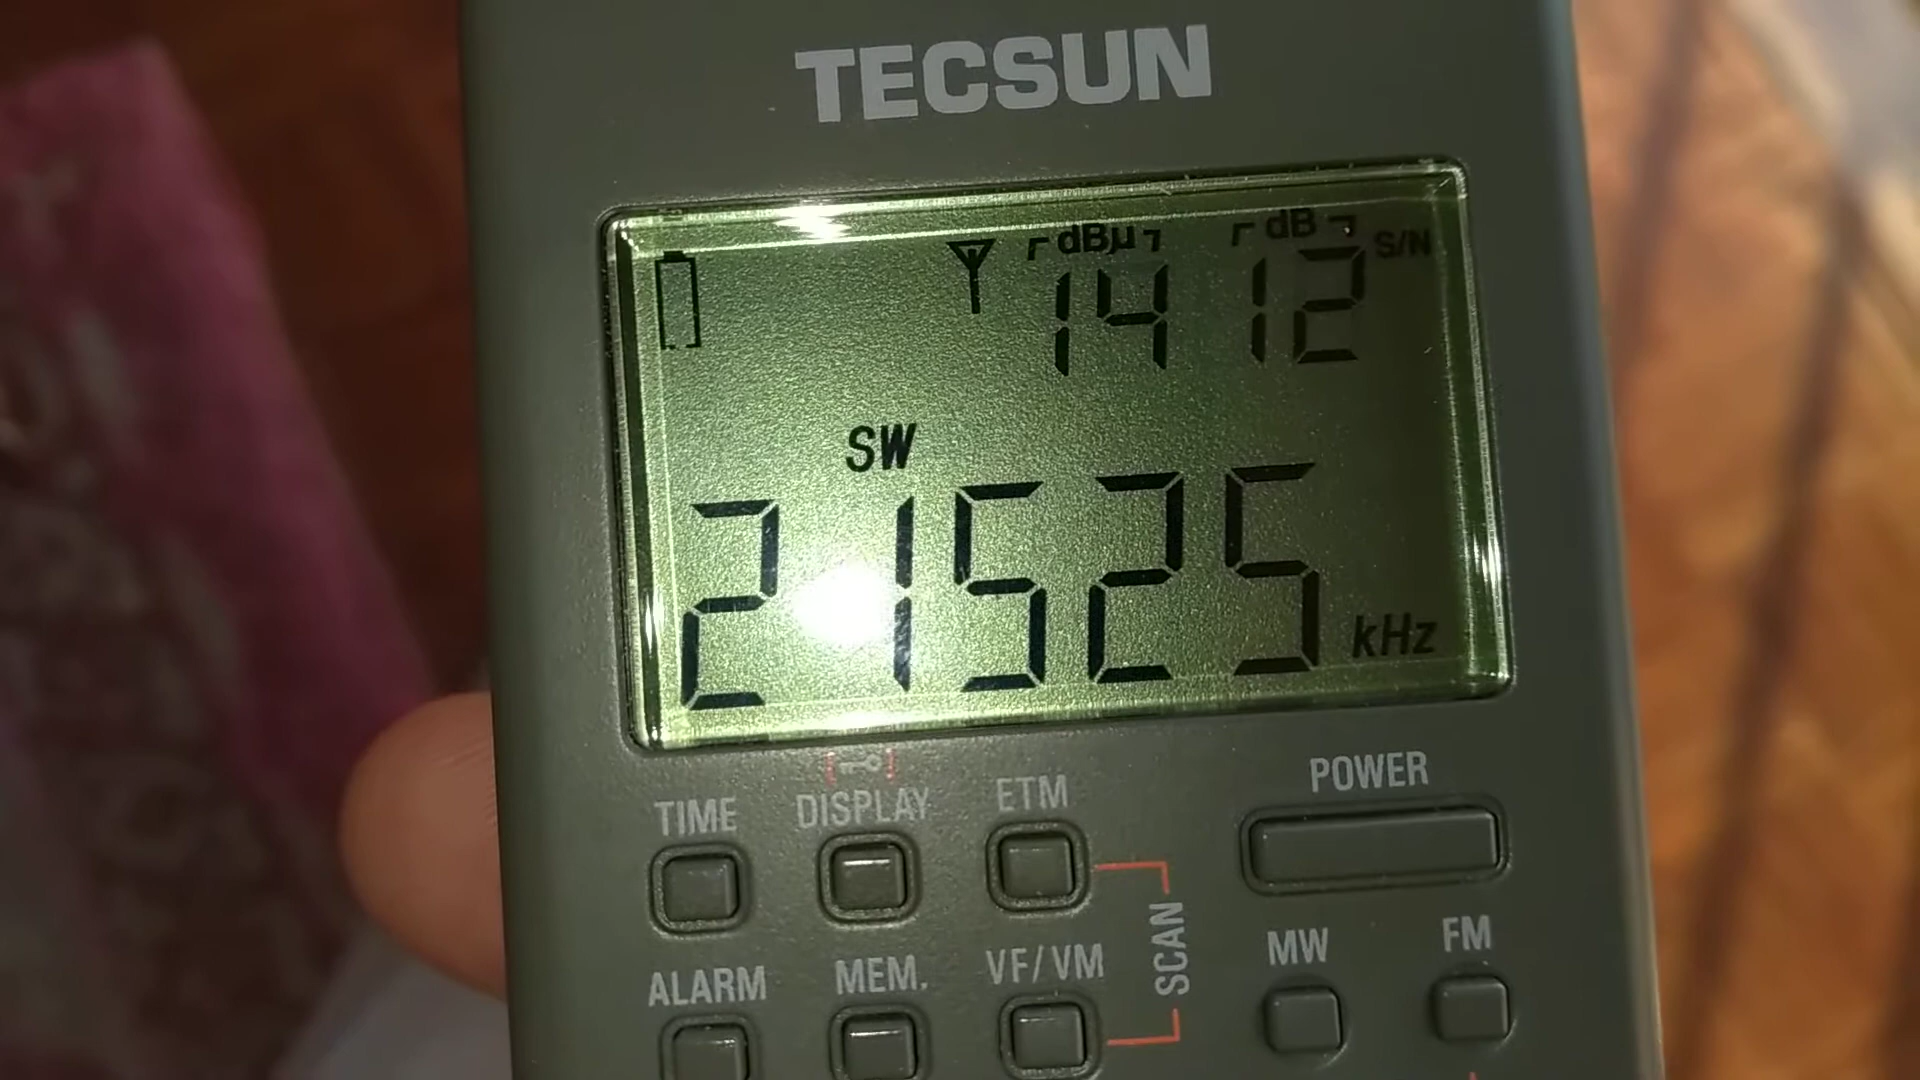 TECSUN
dBµ dB S/N
14 12
SW
21525 kHz
POWER
TIME DISPLAY ETM
SCAN
MW FM
ALARM MEM. VF/VM